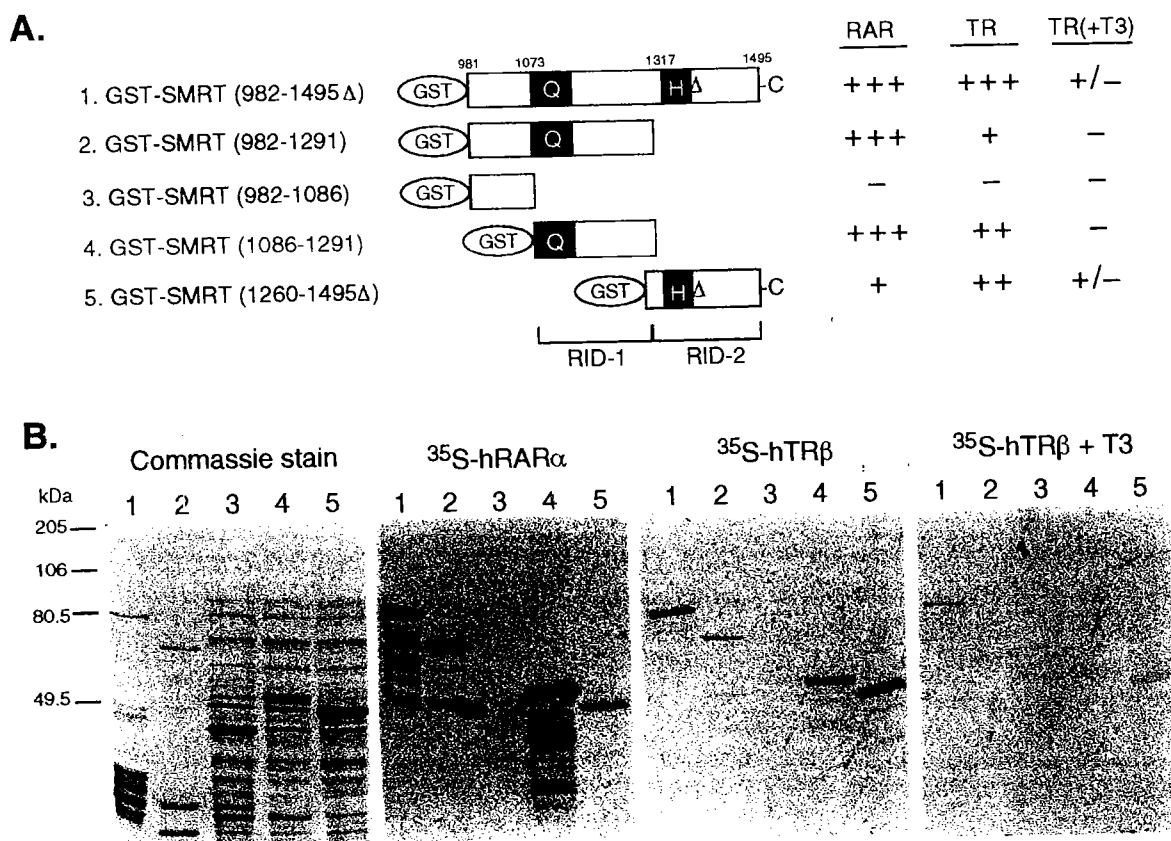 A.
RAR TR TR(+T3)
981 1073 1317 1495
1. GST-SMRT (982-1495Δ) GST Q H Δ -C +++ +++ +/−
2. GST-SMRT (982-1291) GST Q +++ + −
3. GST-SMRT (982-1086) GST − − −
4. GST-SMRT (1086-1291) GST Q +++ ++ −
5. GST-SMRT (1260-1495Δ) GST H Δ -C + ++ +/−
RID-1 RID-2
B.
Commassie stain ³⁵S-hRARα ³⁵S-hTRβ ³⁵S-hTRβ + T3
kDa 1 2 3 4 5 1 2 3 4 5 1 2 3 4 5 1 2 3 4 5
205
106
80.5
49.5